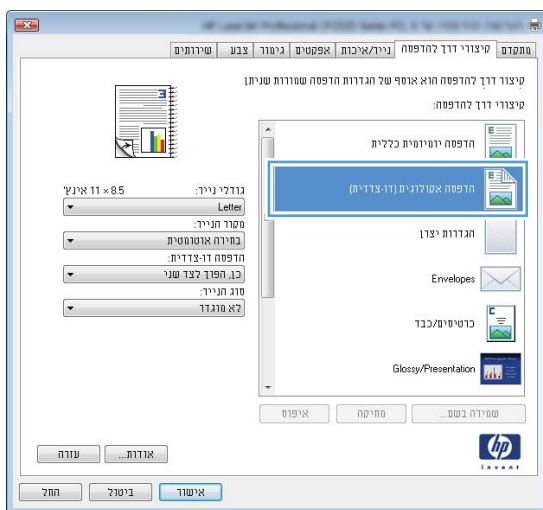 מתקדם קיצורי דרך להדפסה נייר/איכות אפקטים גימור צבע שירותים
קיצור דרך להדפסה הוא אוסף של הגדרות הדפסה שמורות שניתן
קיצורי דרך להדפסה:
הדפסה יומיומית כללית
הדפסה אקולוגית (דו-צדדית)
הגדרות יצרן
Envelopes
כרטיסים/כבד
Glossy/Presentation
גודלי נייר: 8.5 × 11 אינץ'
Letter
מקור הנייר:
בחירה אוטומטית
הדפסה דו-צדדית:
כן, הפוך לצד שני
סוג הנייר:
לא מוגדר
שמירה בשם... מחיקה איפוס
hp
invent
אודות... עזרה
אישור ביטול החל